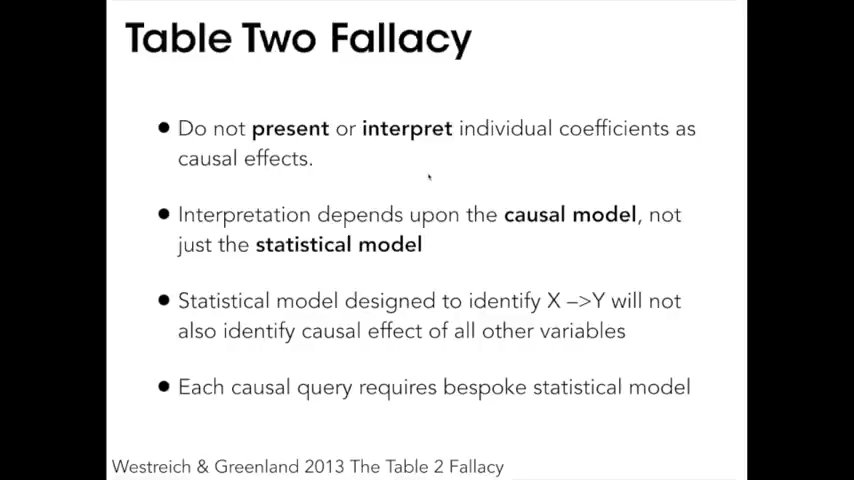 Table Two Fallacy
● Do not present or interpret individual coefficients as
causal effects.
● Interpretation depends upon the causal model, not
just the statistical model
● Statistical model designed to identify X –>Y will not
also identify causal effect of all other variables
● Each causal query requires bespoke statistical model
Westreich & Greenland 2013 The Table 2 Fallacy